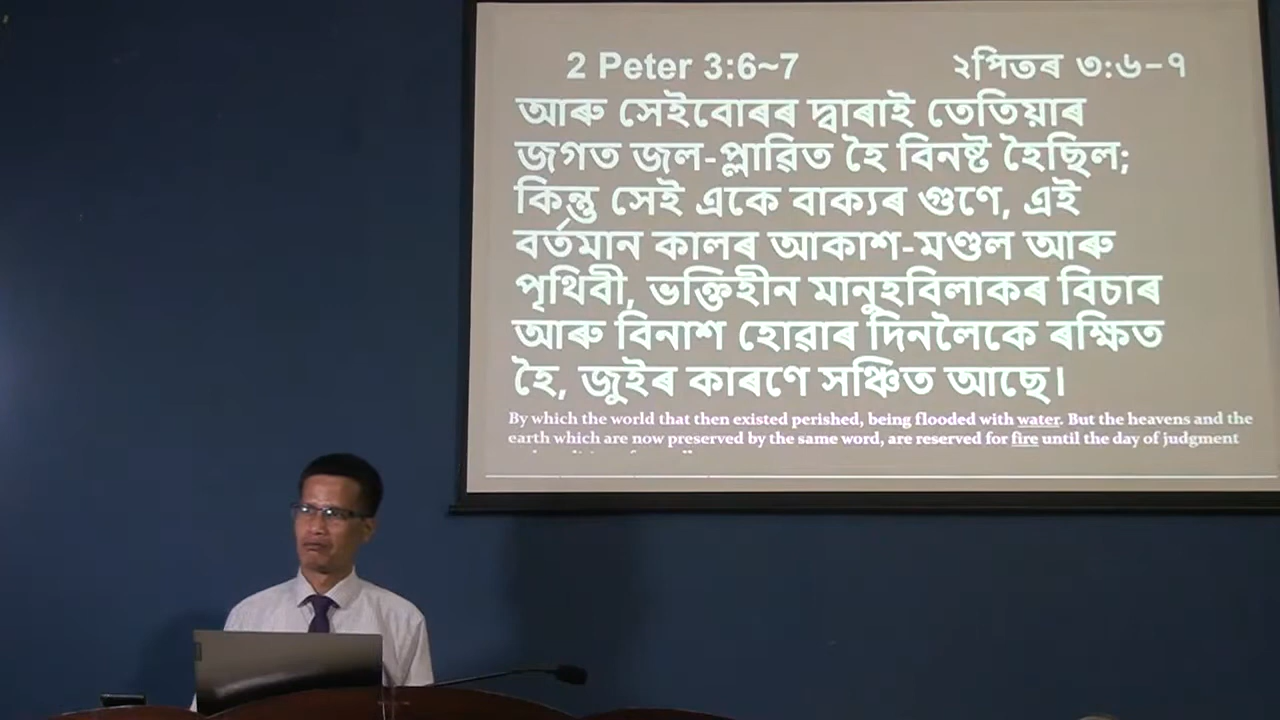 2 Peter 3:6~7 ২পিতৰ ৩:৬-৭
আৰু সেইবোৰৰ দ্বাৰাই তেতিয়াৰ
জগত জল-প্লাৱিত হৈ বিনষ্ট হৈছিল;
কিন্তু সেই একে বাক্যৰ গুণে, এই
বৰ্তমান কালৰ আকাশ-মণ্ডল আৰু
পৃথিবী, ভক্তিহীন মানুহবিলাকৰ বিচাৰ
আৰু বিনাশ হোৱাৰ দিনলৈকে ৰক্ষিত
হৈ, জুইৰ কাৰণে সঞ্চিত আছে।
By which the world that then existed perished, being flooded with water. But the heavens and the
earth which are now preserved by the same word, are reserved for fire until the day of judgment